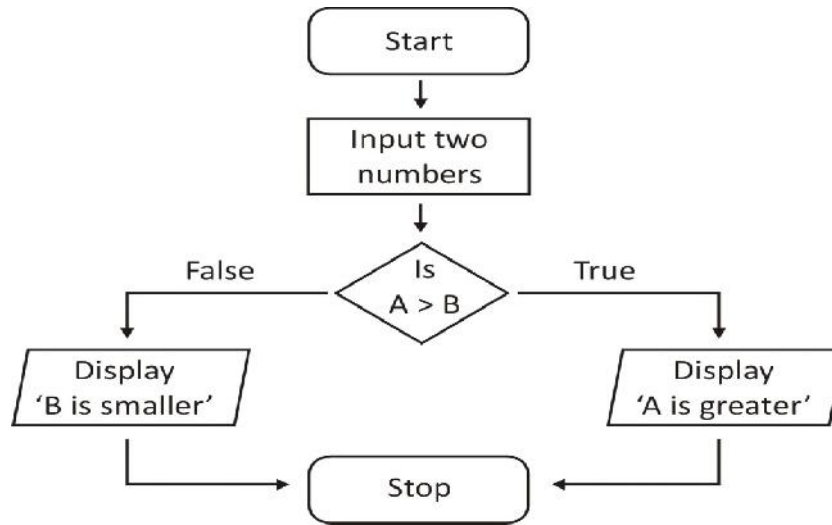 Start
Input two
numbers
Is
A > B
False
True
Display
‘B is smaller’
Display
‘A is greater’
Stop